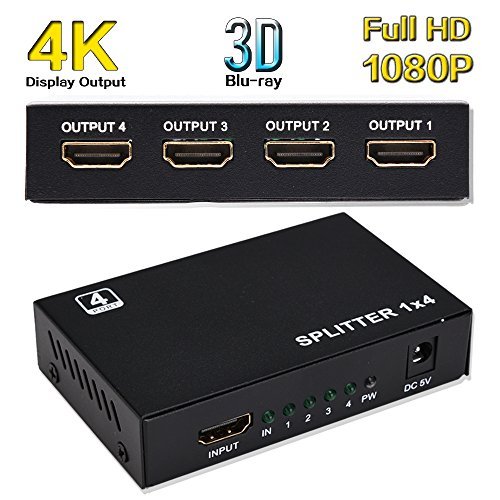 4K
Display Output
3D
Blu-ray
Full HD
1080P
OUTPUT 4 OUTPUT 3 OUTPUT 2 OUTPUT 1
4
PORT
SPLITTER 1x4
DC 5V
INPUT IN 1 2 3 4 PW